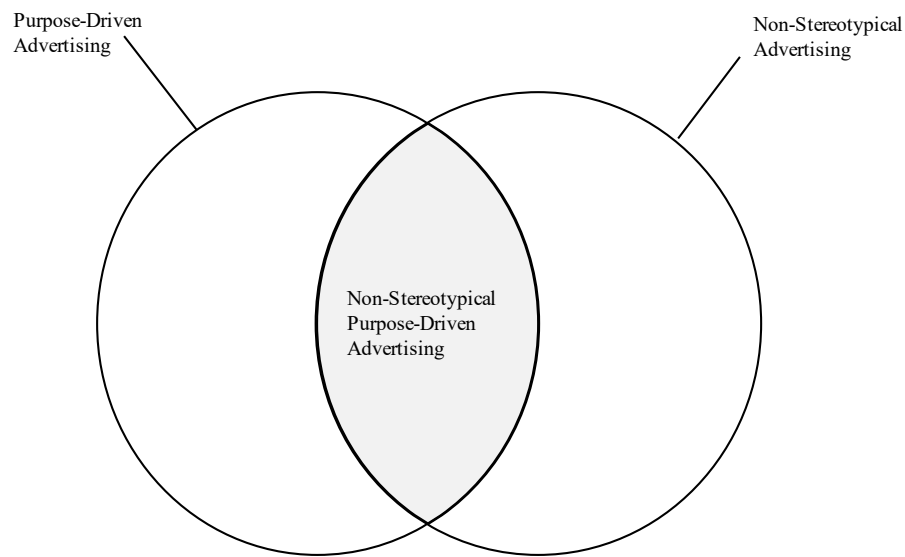 Purpose-Driven
Advertising
Non-Stereotypical
Advertising
Non-Stereotypical
Purpose-Driven
Advertising